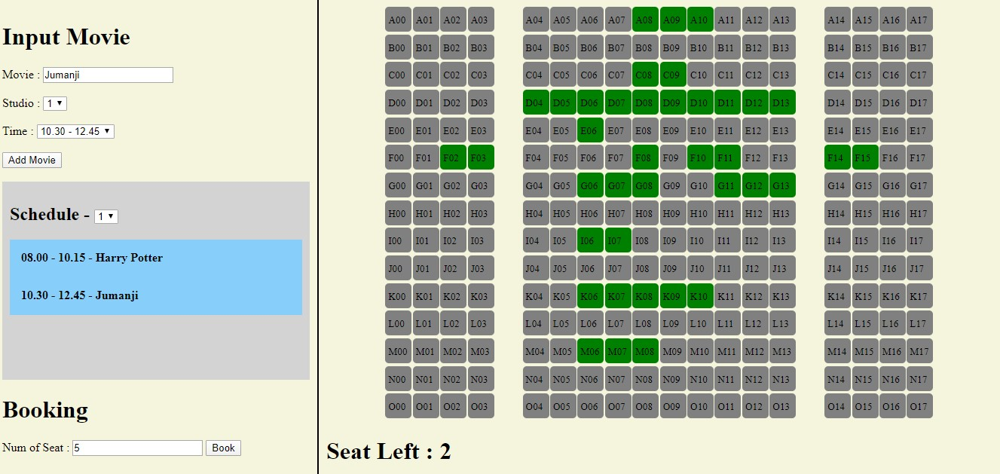 Input Movie
Movie : Jumanji
Studio : 1
Time : 10.30 - 12.45
Add Movie
Schedule - 1
08.00 - 10.15 - Harry Potter
10.30 - 12.45 - Jumanji
Booking
Num of Seat : 5 Book
A00 A01 A02 A03 A04 A05 A06 A07 A08 A09 A10 A11 A12 A13 A14 A15 A16 A17
B00 B01 B02 B03 B04 B05 B06 B07 B08 B09 B10 B11 B12 B13 B14 B15 B16 B17
C00 C01 C02 C03 C04 C05 C06 C07 C08 C09 C10 C11 C12 C13 C14 C15 C16 C17
D00 D01 D02 D03 D04 D05 D06 D07 D08 D09 D10 D11 D12 D13 D14 D15 D16 D17
E00 E01 E02 E03 E04 E05 E06 E07 E08 E09 E10 E11 E12 E13 E14 E15 E16 E17
F00 F01 F02 F03 F04 F05 F06 F07 F08 F09 F10 F11 F12 F13 F14 F15 F16 F17
G00 G01 G02 G03 G04 G05 G06 G07 G08 G09 G10 G11 G12 G13 G14 G15 G16 G17
H00 H01 H02 H03 H04 H05 H06 H07 H08 H09 H10 H11 H12 H13 H14 H15 H16 H17
I00 I01 I02 I03 I04 I05 I06 I07 I08 I09 I10 I11 I12 I13 I14 I15 I16 I17
J00 J01 J02 J03 J04 J05 J06 J07 J08 J09 J10 J11 J12 J13 J14 J15 J16 J17
K00 K01 K02 K03 K04 K05 K06 K07 K08 K09 K10 K11 K12 K13 K14 K15 K16 K17
L00 L01 L02 L03 L04 L05 L06 L07 L08 L09 L10 L11 L12 L13 L14 L15 L16 L17
M00 M01 M02 M03 M04 M05 M06 M07 M08 M09 M10 M11 M12 M13 M14 M15 M16 M17
N00 N01 N02 N03 N04 N05 N06 N07 N08 N09 N10 N11 N12 N13 N14 N15 N16 N17
O00 O01 O02 O03 O04 O05 O06 O07 O08 O09 O10 O11 O12 O13 O14 O15 O16 O17
Seat Left : 2